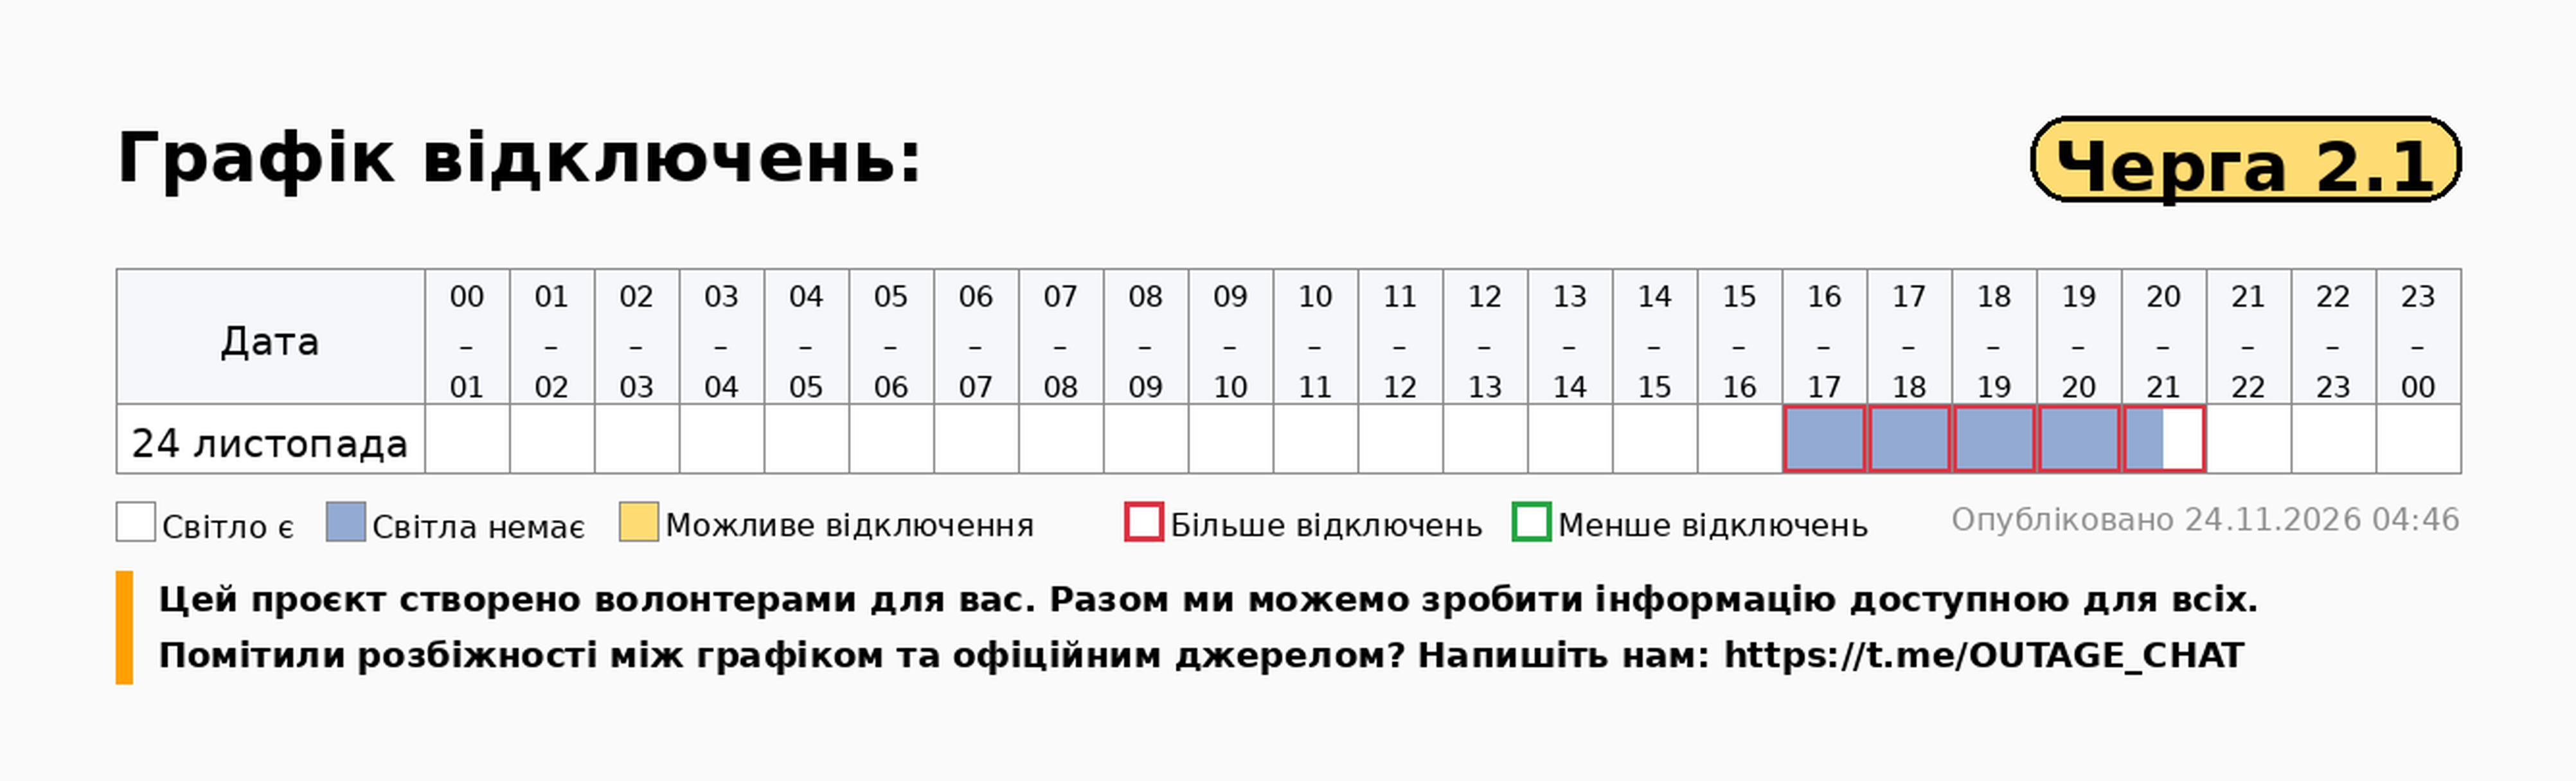 Графік відключень:
Черга 2.1
Дата
00 – 01
01 – 02
02 – 03
03 – 04
04 – 05
05 – 06
06 – 07
07 – 08
08 – 09
09 – 10
10 – 11
11 – 12
12 – 13
13 – 14
14 – 15
15 – 16
16 – 17
17 – 18
18 – 19
19 – 20
20 – 21
21 – 22
22 – 23
23 – 00
24 листопада
Світло є
Світла немає
Можливе відключення
Більше відключень
Менше відключень
Опубліковано 24.11.2026 04:46
Цей проєкт створено волонтерами для вас. Разом ми можемо зробити інформацію доступною для всіх.
Помітили розбіжності між графіком та офіційним джерелом? Напишіть нам: https://t.me/OUTAGE_CHAT